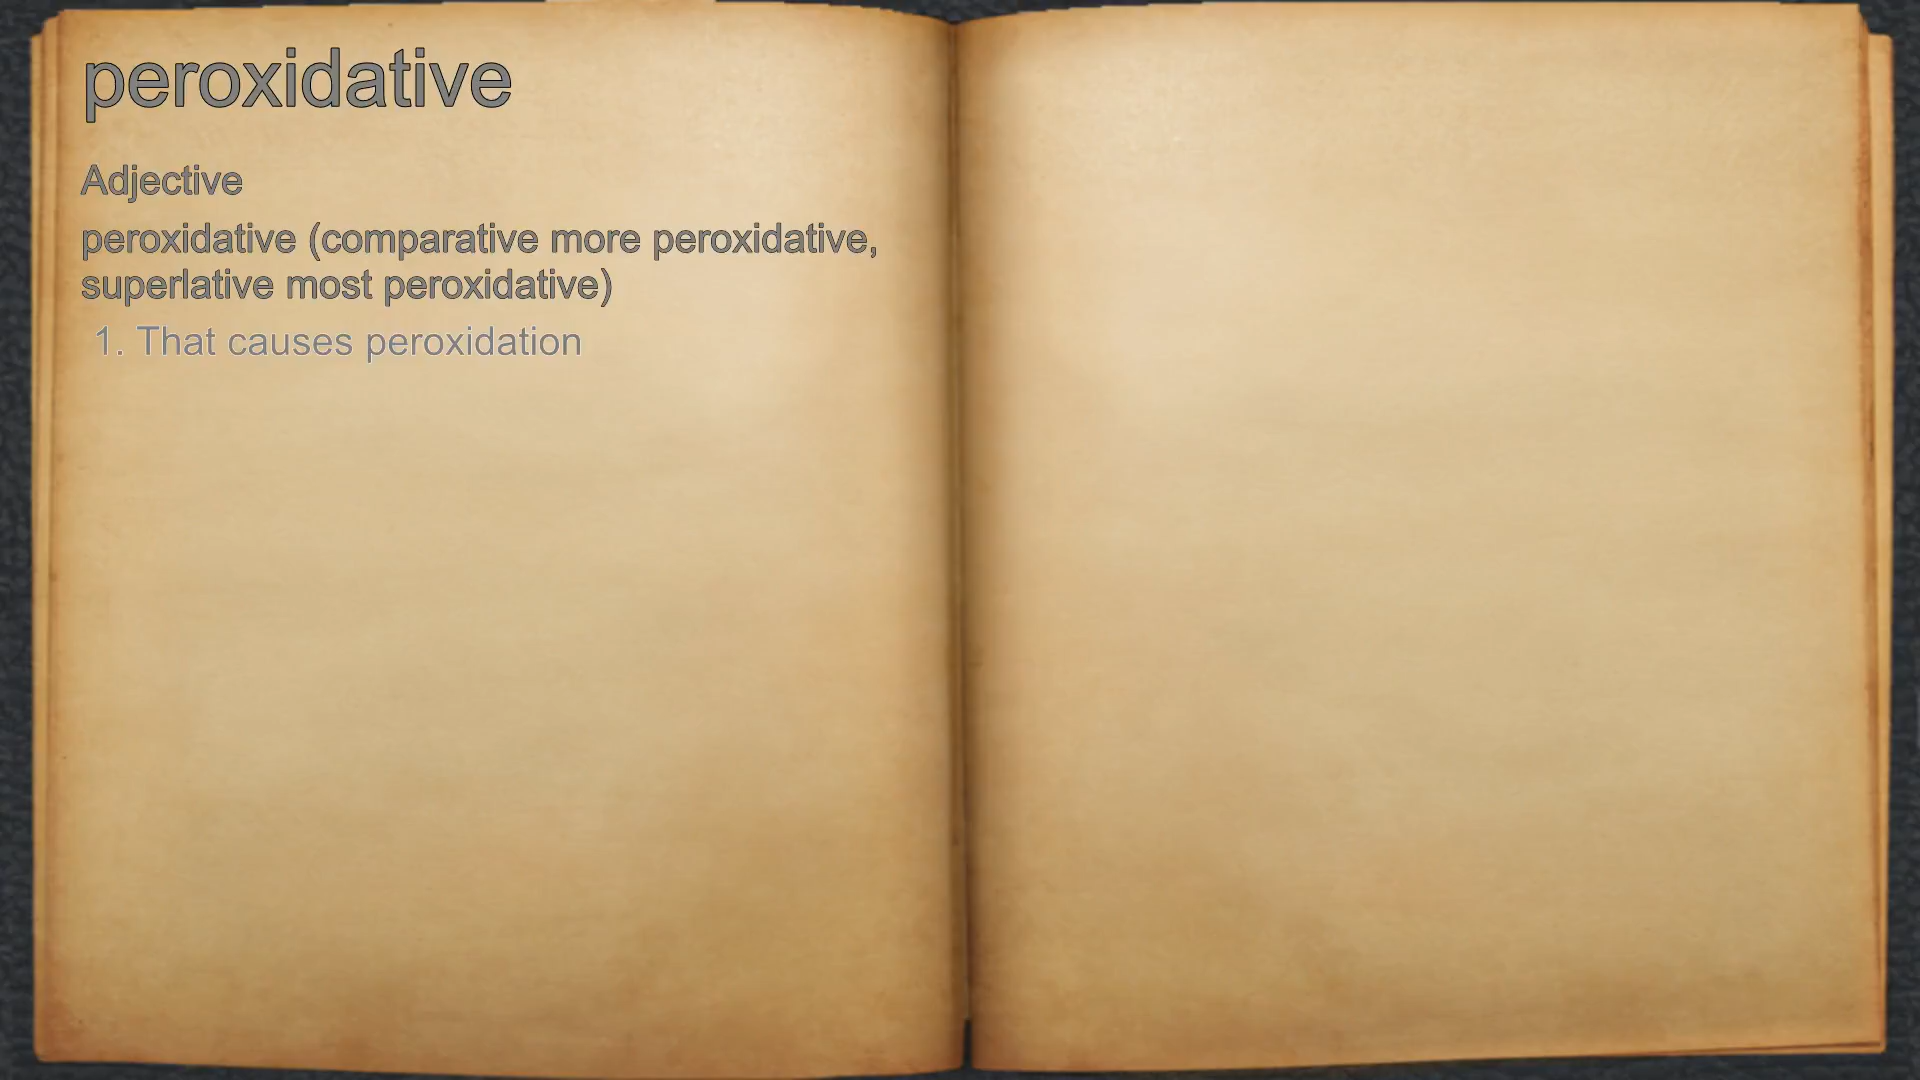 peroxidative
Adjective
peroxidative (comparative more peroxidative,
superlative most peroxidative)
1. That causes peroxidation